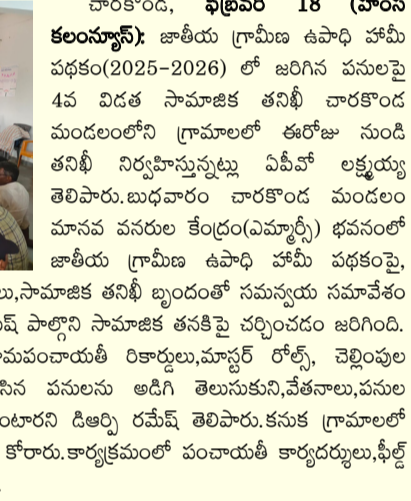 చారకొండ, ఫిబ్రవరి 18 (హింస
కలంన్యూస్): జాతీయ గ్రామీణ ఉపాధి హామీ
పథకం(2025-2026) లో జరిగిన పనులపై
4వ విడత సామాజిక తనిఖీ చారకొండ
మండలంలోని గ్రామాలలో ఈరోజు నుండి
తనిఖీ నిర్వహిస్తున్నట్లు ఏపీవో లక్ష్మయ్య
తెలిపారు.బుధవారం చారకొండ మండలం
మానవ వనరుల కేంద్రం(ఎమ్మార్సీ) భవనంలో
జాతీయ గ్రామీణ ఉపాధి హామీ పథకంపై,
లు,సామాజిక తనిఖీ బృందంతో సమన్వయ సమావేశం
ష్ పాల్గొని సామాజిక తనకిపై చర్చించడం జరిగింది.
మపంచాయతీ రికార్డులు,మాస్టర్ రోల్స్, చెల్లింపుల
సిన పనులను అడిగి తెలుసుకుని,వేతనాలు,పనుల
ంటారని డిఆర్పి రమేష్ తెలిపారు.కనుక గ్రామాలలో
కోరారు.కార్యక్రమంలో పంచాయతీ కార్యదర్శులు,ఫీల్డ్